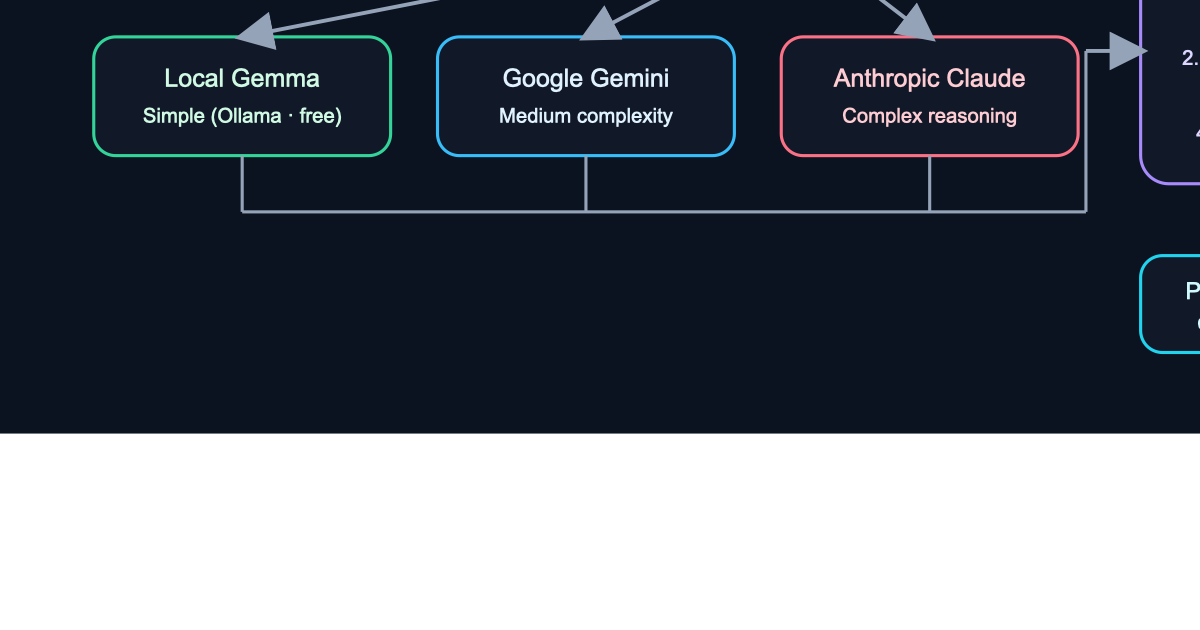 Local Gemma
Simple (Ollama · free)
Google Gemini
Medium complexity
Anthropic Claude
Complex reasoning
2.